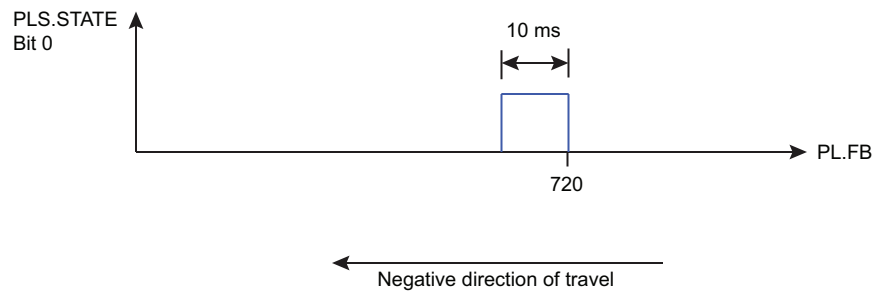 PLS.STATE
Bit 0
10 ms
PL.FB
720
Negative direction of travel